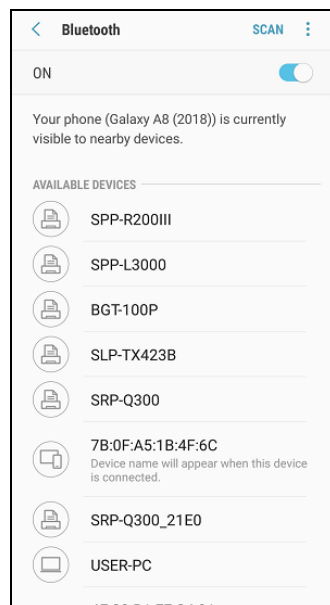 Bluetooth SCAN
ON
Your phone (Galaxy A8 (2018)) is currently
visible to nearby devices.
AVAILABLE DEVICES
SPP-R200III
SPP-L3000
BGT-100P
SLP-TX423B
SRP-Q300
7B:0F:A5:1B:4F:6C
Device name will appear when this device
is connected.
SRP-Q300_21E0
USER-PC